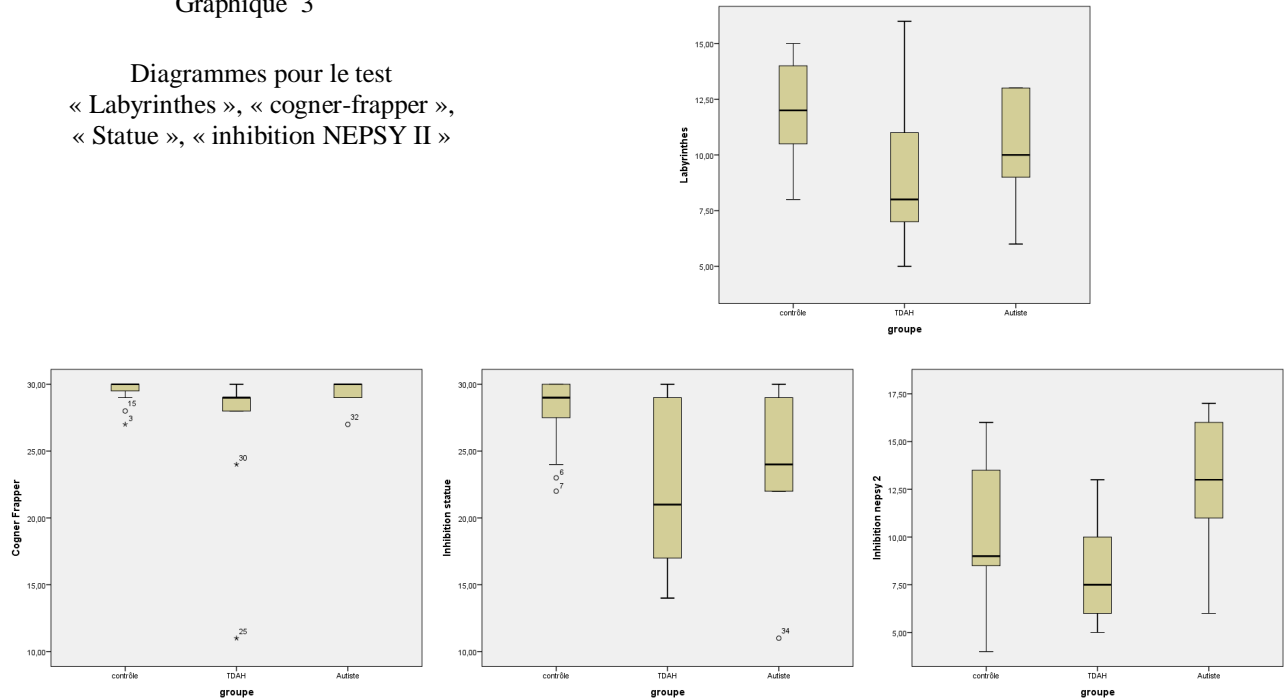 Graphique 3
Diagrammes pour le test
« Labyrinthes », « cogner-frapper »,
« Statue », « inhibition NEPSY II »
Labyrinthes
15,00
12,50
10,00
7,50
5,00
contrôle TDAH Autiste
groupe
Cogner Frapper
30,00
25,00
20,00
15,00
10,00
15
3
30
25
32
contrôle TDAH Autiste
groupe
Inhibition statue
30,00
25,00
20,00
15,00
10,00
6
7
34
contrôle TDAH Autiste
groupe
Inhibition nepsy 2
17,50
15,00
12,50
10,00
7,50
5,00
contrôle TDAH Autiste
groupe